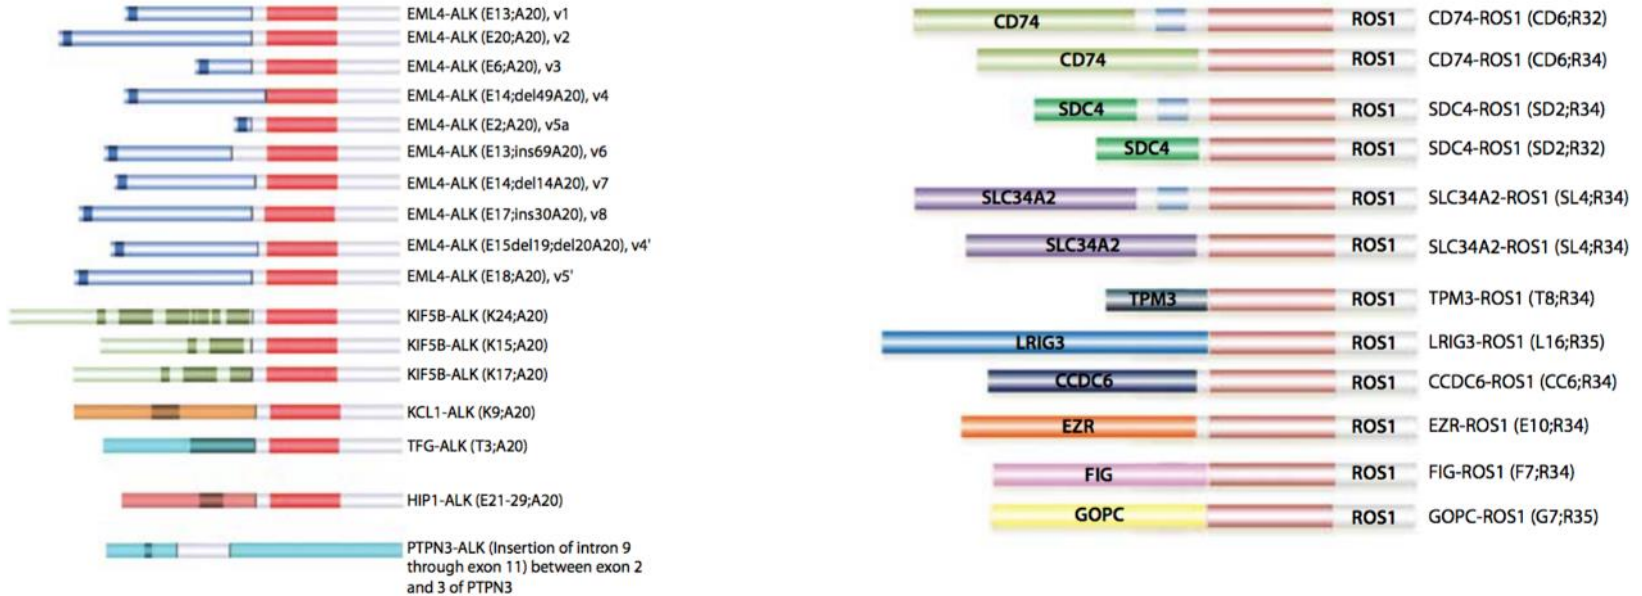 EML4-ALK (E13;A20), v1
EML4-ALK (E20;A20), v2
EML4-ALK (E6;A20), v3
EML4-ALK (E14;del49A20), v4
EML4-ALK (E2;A20), v5a
EML4-ALK (E13;ins69A20), v6
EML4-ALK (E14;del14A20), v7
EML4-ALK (E17;ins30A20), v8
EML4-ALK (E15del19;del20A20), v4'
EML4-ALK (E18;A20), v5'
KIF5B-ALK (K24;A20)
KIF5B-ALK (K15;A20)
KIF5B-ALK (K17;A20)
KCL1-ALK (K9;A20)
TFG-ALK (T3;A20)
HIP1-ALK (E21-29;A20)
PTPN3-ALK (Insertion of intron 9
through exon 11) between exon 2
and 3 of PTPN3
CD74 ROS1 CD74-ROS1 (CD6;R32)
CD74 ROS1 CD74-ROS1 (CD6;R34)
SDC4 ROS1 SDC4-ROS1 (SD2;R34)
SDC4 ROS1 SDC4-ROS1 (SD2;R32)
SLC34A2 ROS1 SLC34A2-ROS1 (SL4;R34)
SLC34A2 ROS1 SLC34A2-ROS1 (SL4;R34)
TPM3 ROS1 TPM3-ROS1 (T8;R34)
LRIG3 ROS1 LRIG3-ROS1 (L16;R35)
CCDC6 ROS1 CCDC6-ROS1 (CC6;R34)
EZR ROS1 EZR-ROS1 (E10;R34)
FIG ROS1 FIG-ROS1 (F7;R34)
GOPC ROS1 GOPC-ROS1 (G7;R35)